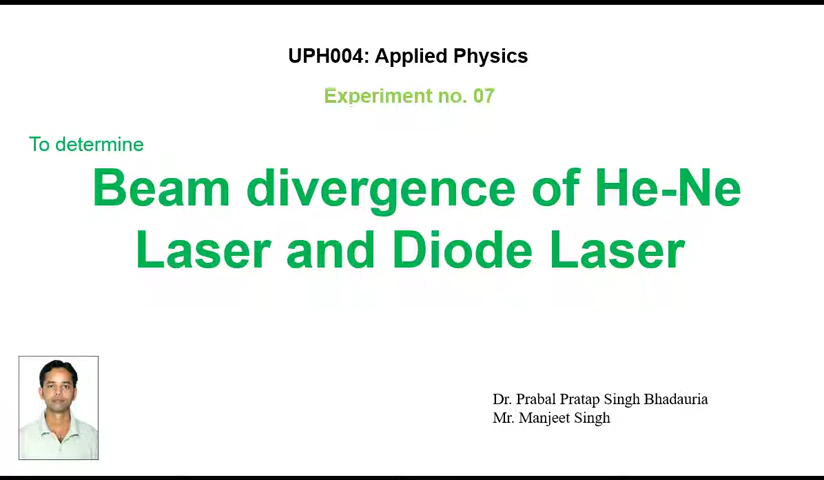 UPH004: Applied Physics
Experiment no. 07
To determine
Beam divergence of He-Ne
Laser and Diode Laser
Dr. Prabal Pratap Singh Bhadauria
Mr. Manjeet Singh